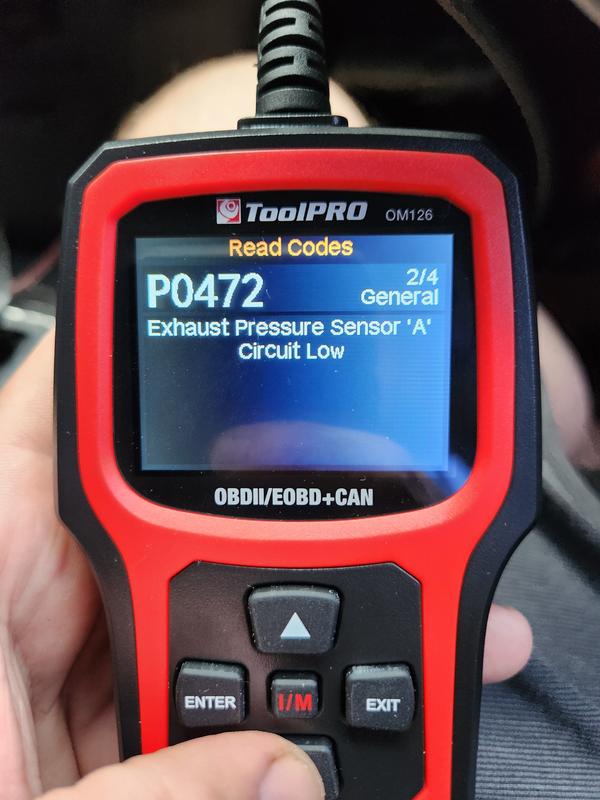 ToolPRO OM126
Read Codes
P0472
2/4
General
Exhaust Pressure Sensor 'A'
Circuit Low
OBDII/EOBD+CAN
ENTER
I/M
EXIT